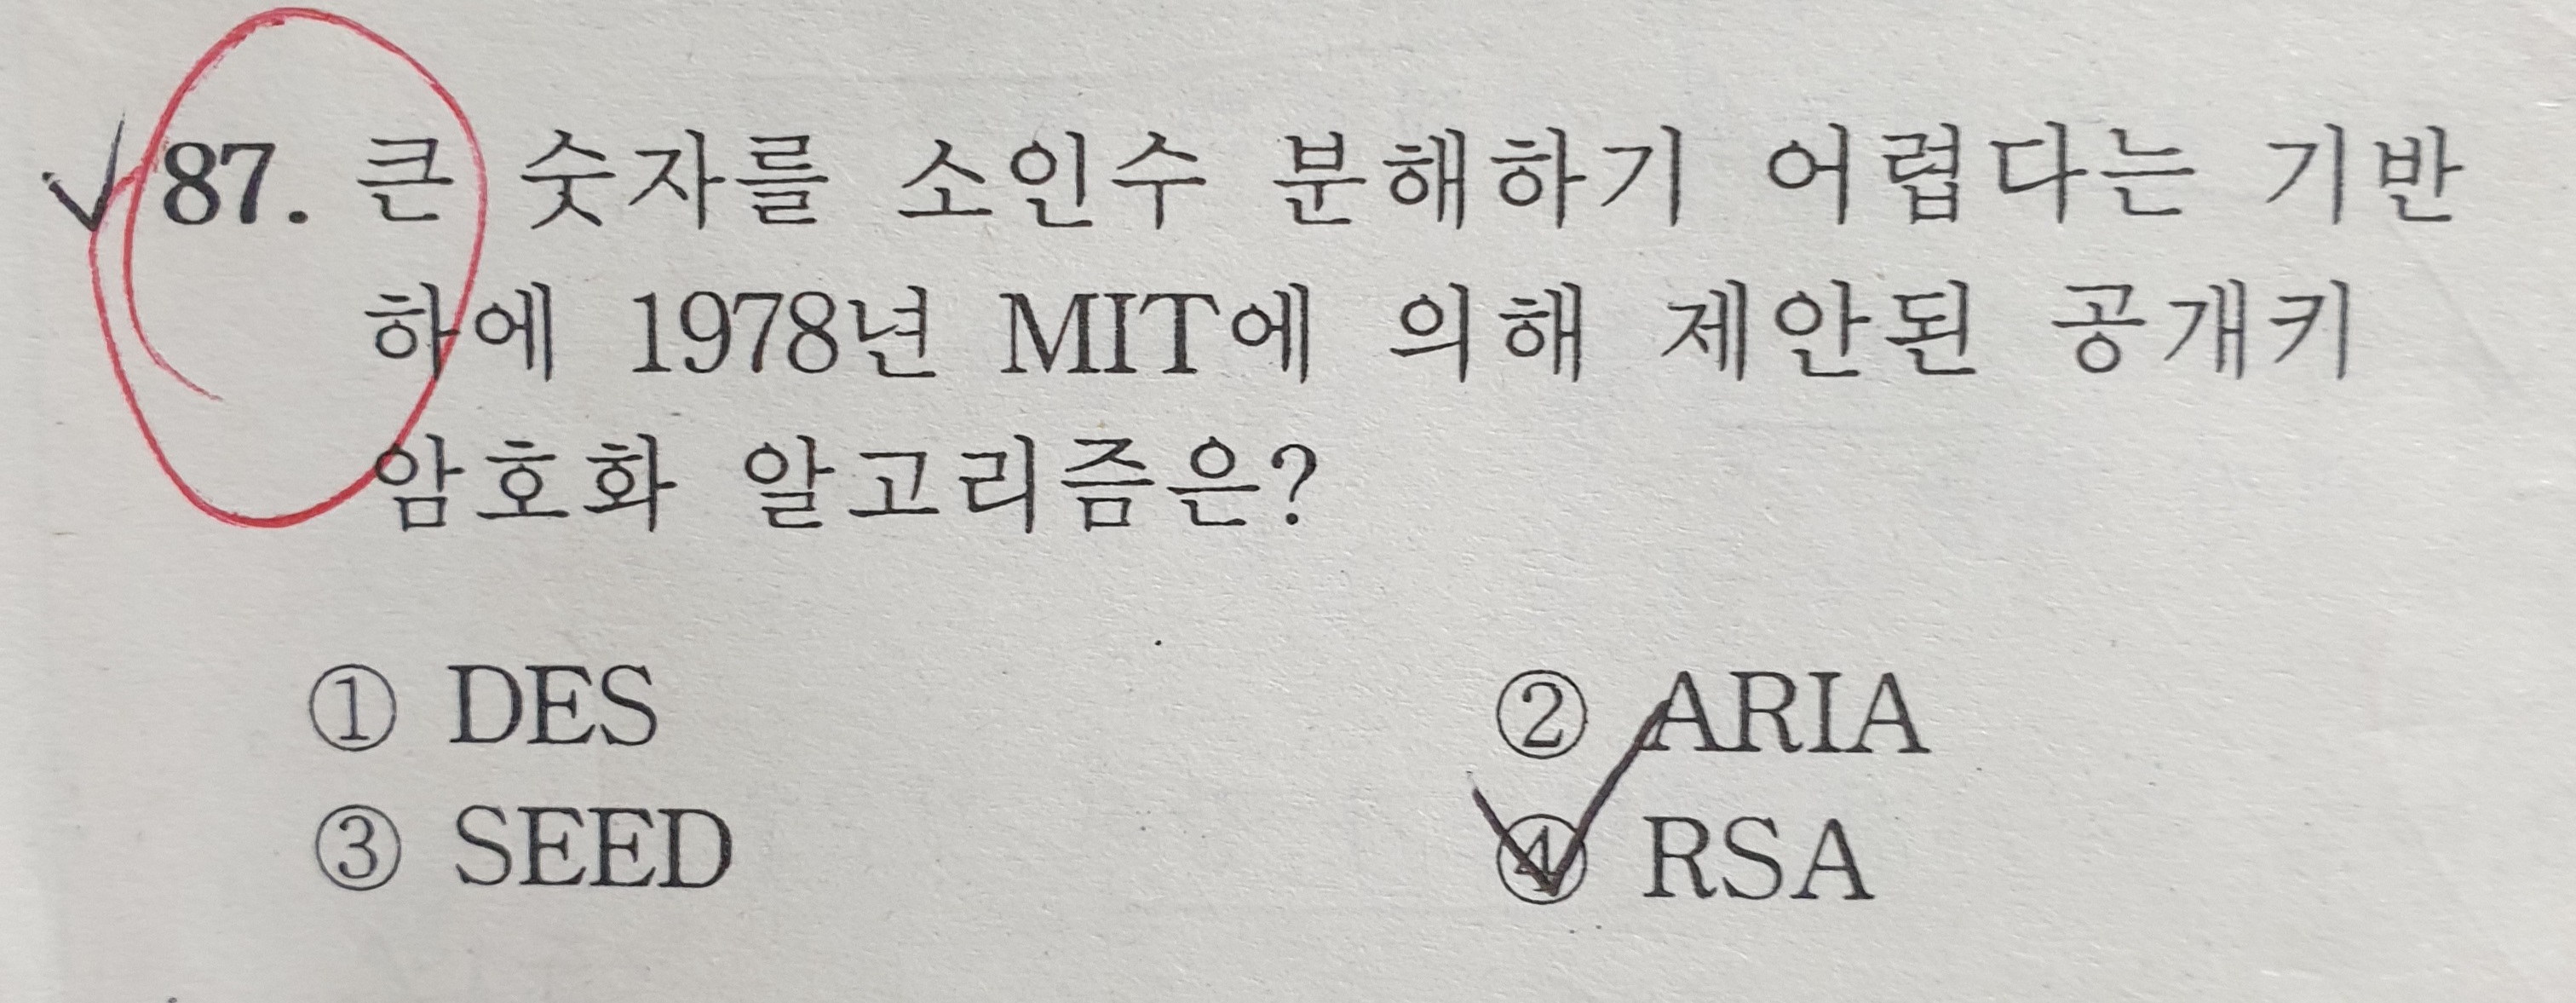 87. 큰 숫자를 소인수 분해하기 어렵다는 기반
하에 1978년 MIT에 의해 제안된 공개키
암호화 알고리즘은?
① DES ② ARIA
③ SEED ④ RSA